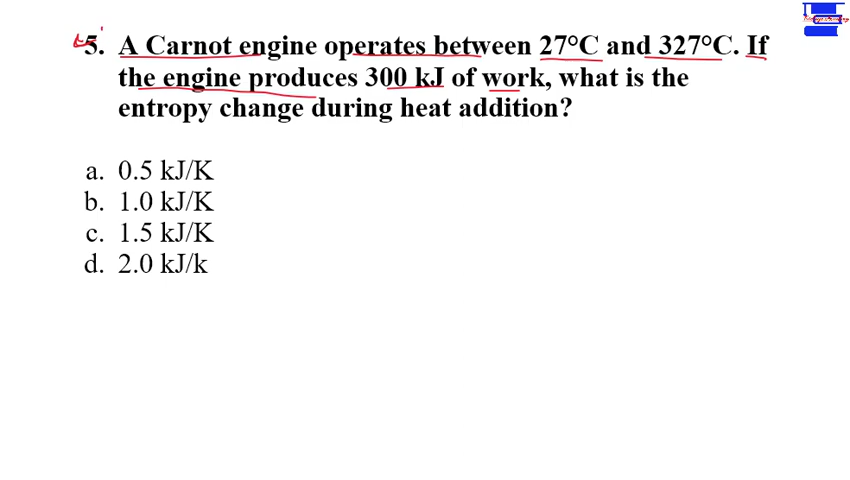 5. A Carnot engine operates between 27°C and 327°C. If
the engine produces 300 kJ of work, what is the
entropy change during heat addition?
a. 0.5 kJ/K
b. 1.0 kJ/K
c. 1.5 kJ/K
d. 2.0 kJ/k